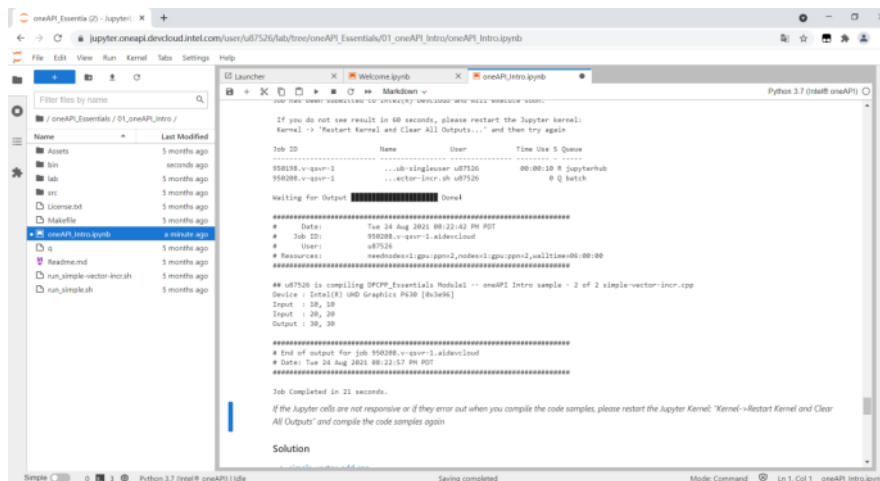 oneAPI_Essentia (2) - JupyterL
jupyter.oneapi.devcloud.intel.com/user/u87526/lab/tree/oneAPI_Essentials/01_oneAPI_Intro/oneAPI_Intro.ipynb
File Edit View Run Kernel Tabs Settings Help
Launcher
Welcome.ipynb
oneAPI_Intro.ipynb
Markdown
Python 3.7 (Intel® oneAPI)
Filter files by name
/ oneAPI_Essentials / 01_oneAPI_Intro /
Name Last Modified
Assets 5 months ago
bin seconds ago
lab 5 months ago
src 5 months ago
License.txt 5 months ago
Makefile 5 months ago
oneAPI_Intro.ipynb a minute ago
q 5 months ago
Readme.md 5 months ago
run_simple-vector-incr.sh 5 months ago
run_simple.sh 5 months ago
Job has been submitted to Intel(R) DevCloud and will execute soon.
If you do not see result in 60 seconds, please restart the Jupyter kernel:
Kernel -> 'Restart Kernel and Clear All Outputs...' and then try again
Job ID Name User Time Use S Queue
950198.v-qsvr-1 ...ub-singleuser u87526 00:00:10 R jupyterhub
950208.v-qsvr-1 ...ector-incr.sh u87526 0 Q batch
Waiting for Output Done!
########################################################################
# Date: Tue 24 Aug 2021 08:22:42 PM PDT
# Job ID: 950208.v-qsvr-1.aidevcloud
# User: u87526
# Resources: neednodes=1:gpu:ppn=2,nodes=1:gpu:ppn=2,walltime=06:00:00
########################################################################
## u87526 is compiling DPCPP_Essentials Module1 -- oneAPI Intro sample - 2 of 2 simple-vector-incr.cpp
Device : Intel(R) UHD Graphics P630 [0x3e96]
Input : 10, 10
Input : 20, 20
Output : 30, 30
########################################################################
# End of output for job 950208.v-qsvr-1.aidevcloud
# Date: Tue 24 Aug 2021 08:22:57 PM PDT
########################################################################
Job Completed in 21 seconds.
If the Jupyter cells are not responsive or if they error out when you compile the code samples, please restart the Jupyter Kernel: "Kernel->Restart Kernel and Clear
All Outputs" and compile the code samples again
Solution
Simple 0 3 Python 3.7 (Intel® oneAPI) | Idle Saving completed Mode: Command Ln 1, Col 1 oneAPI_Intro.ipynb